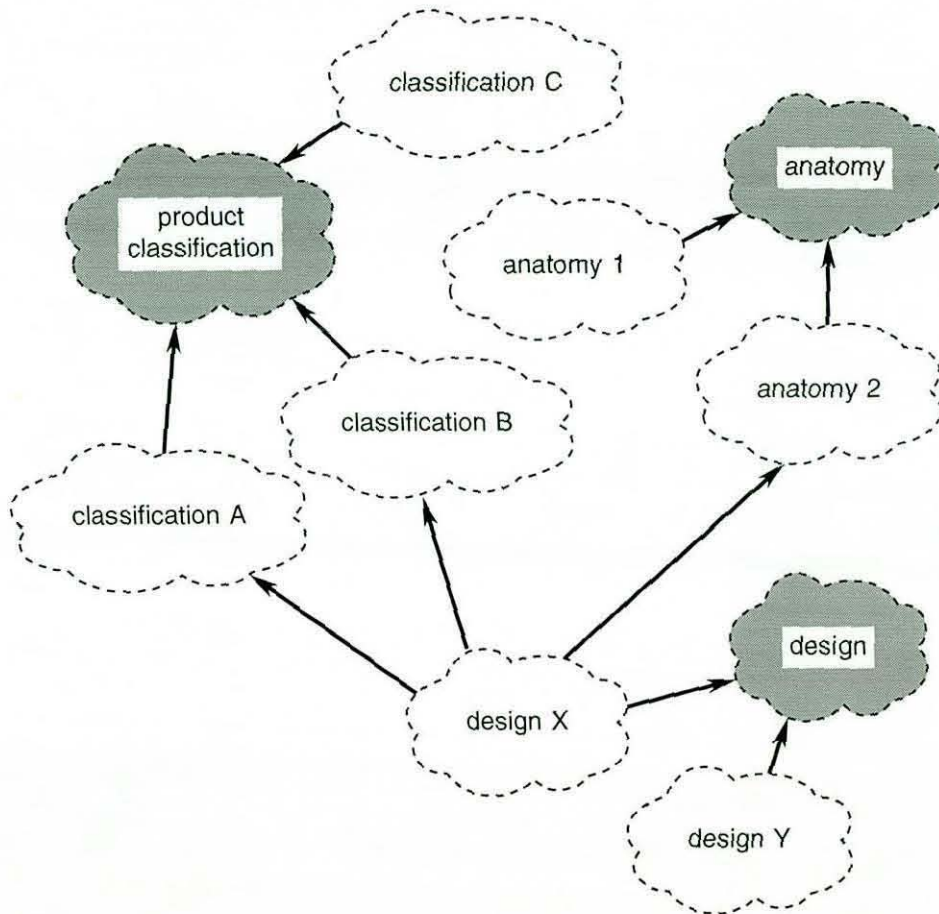 classification C
anatomy
product
classification
anatomy 1
anatomy 2
classification B
classification A
design
design X
design Y